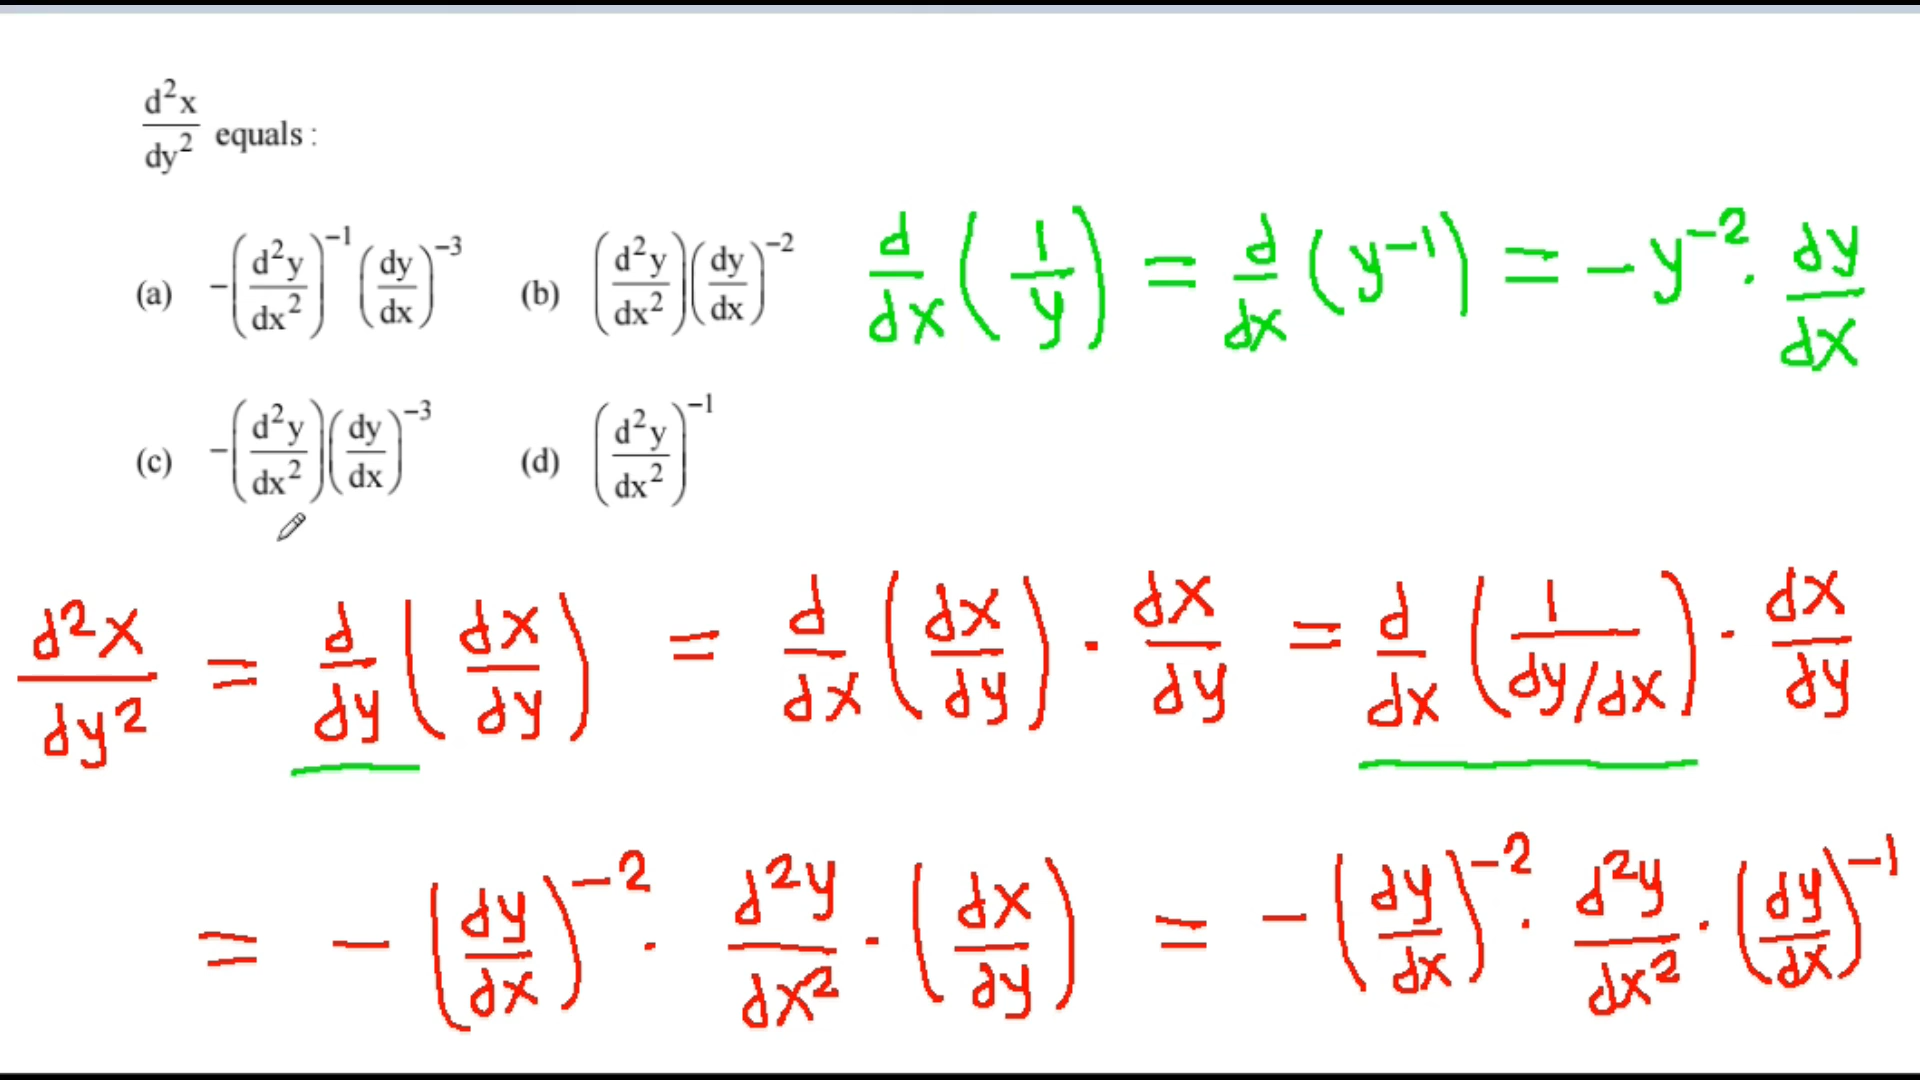 d²x/dy² equals :
(a) -(d²y/dx²)⁻¹ (dy/dx)⁻³ (b) (d²y/dx²)(dy/dx)⁻²
d/dx (1/y) = d/dx (y⁻¹) = -y⁻² · dy/dx
(c) -(d²y/dx²)(dy/dx)⁻³ (d) (d²y/dx²)⁻¹
d²x/dy² = d/dy (dx/dy) = d/dx (dx/dy) · dx/dy = d/dx (1/(dy/dx)) · dx/dy
= - (dy/dx)⁻² · d²y/dx² · (dx/dy) = - (dy/dx)⁻² · d²y/dx² · (dy/dx)⁻¹